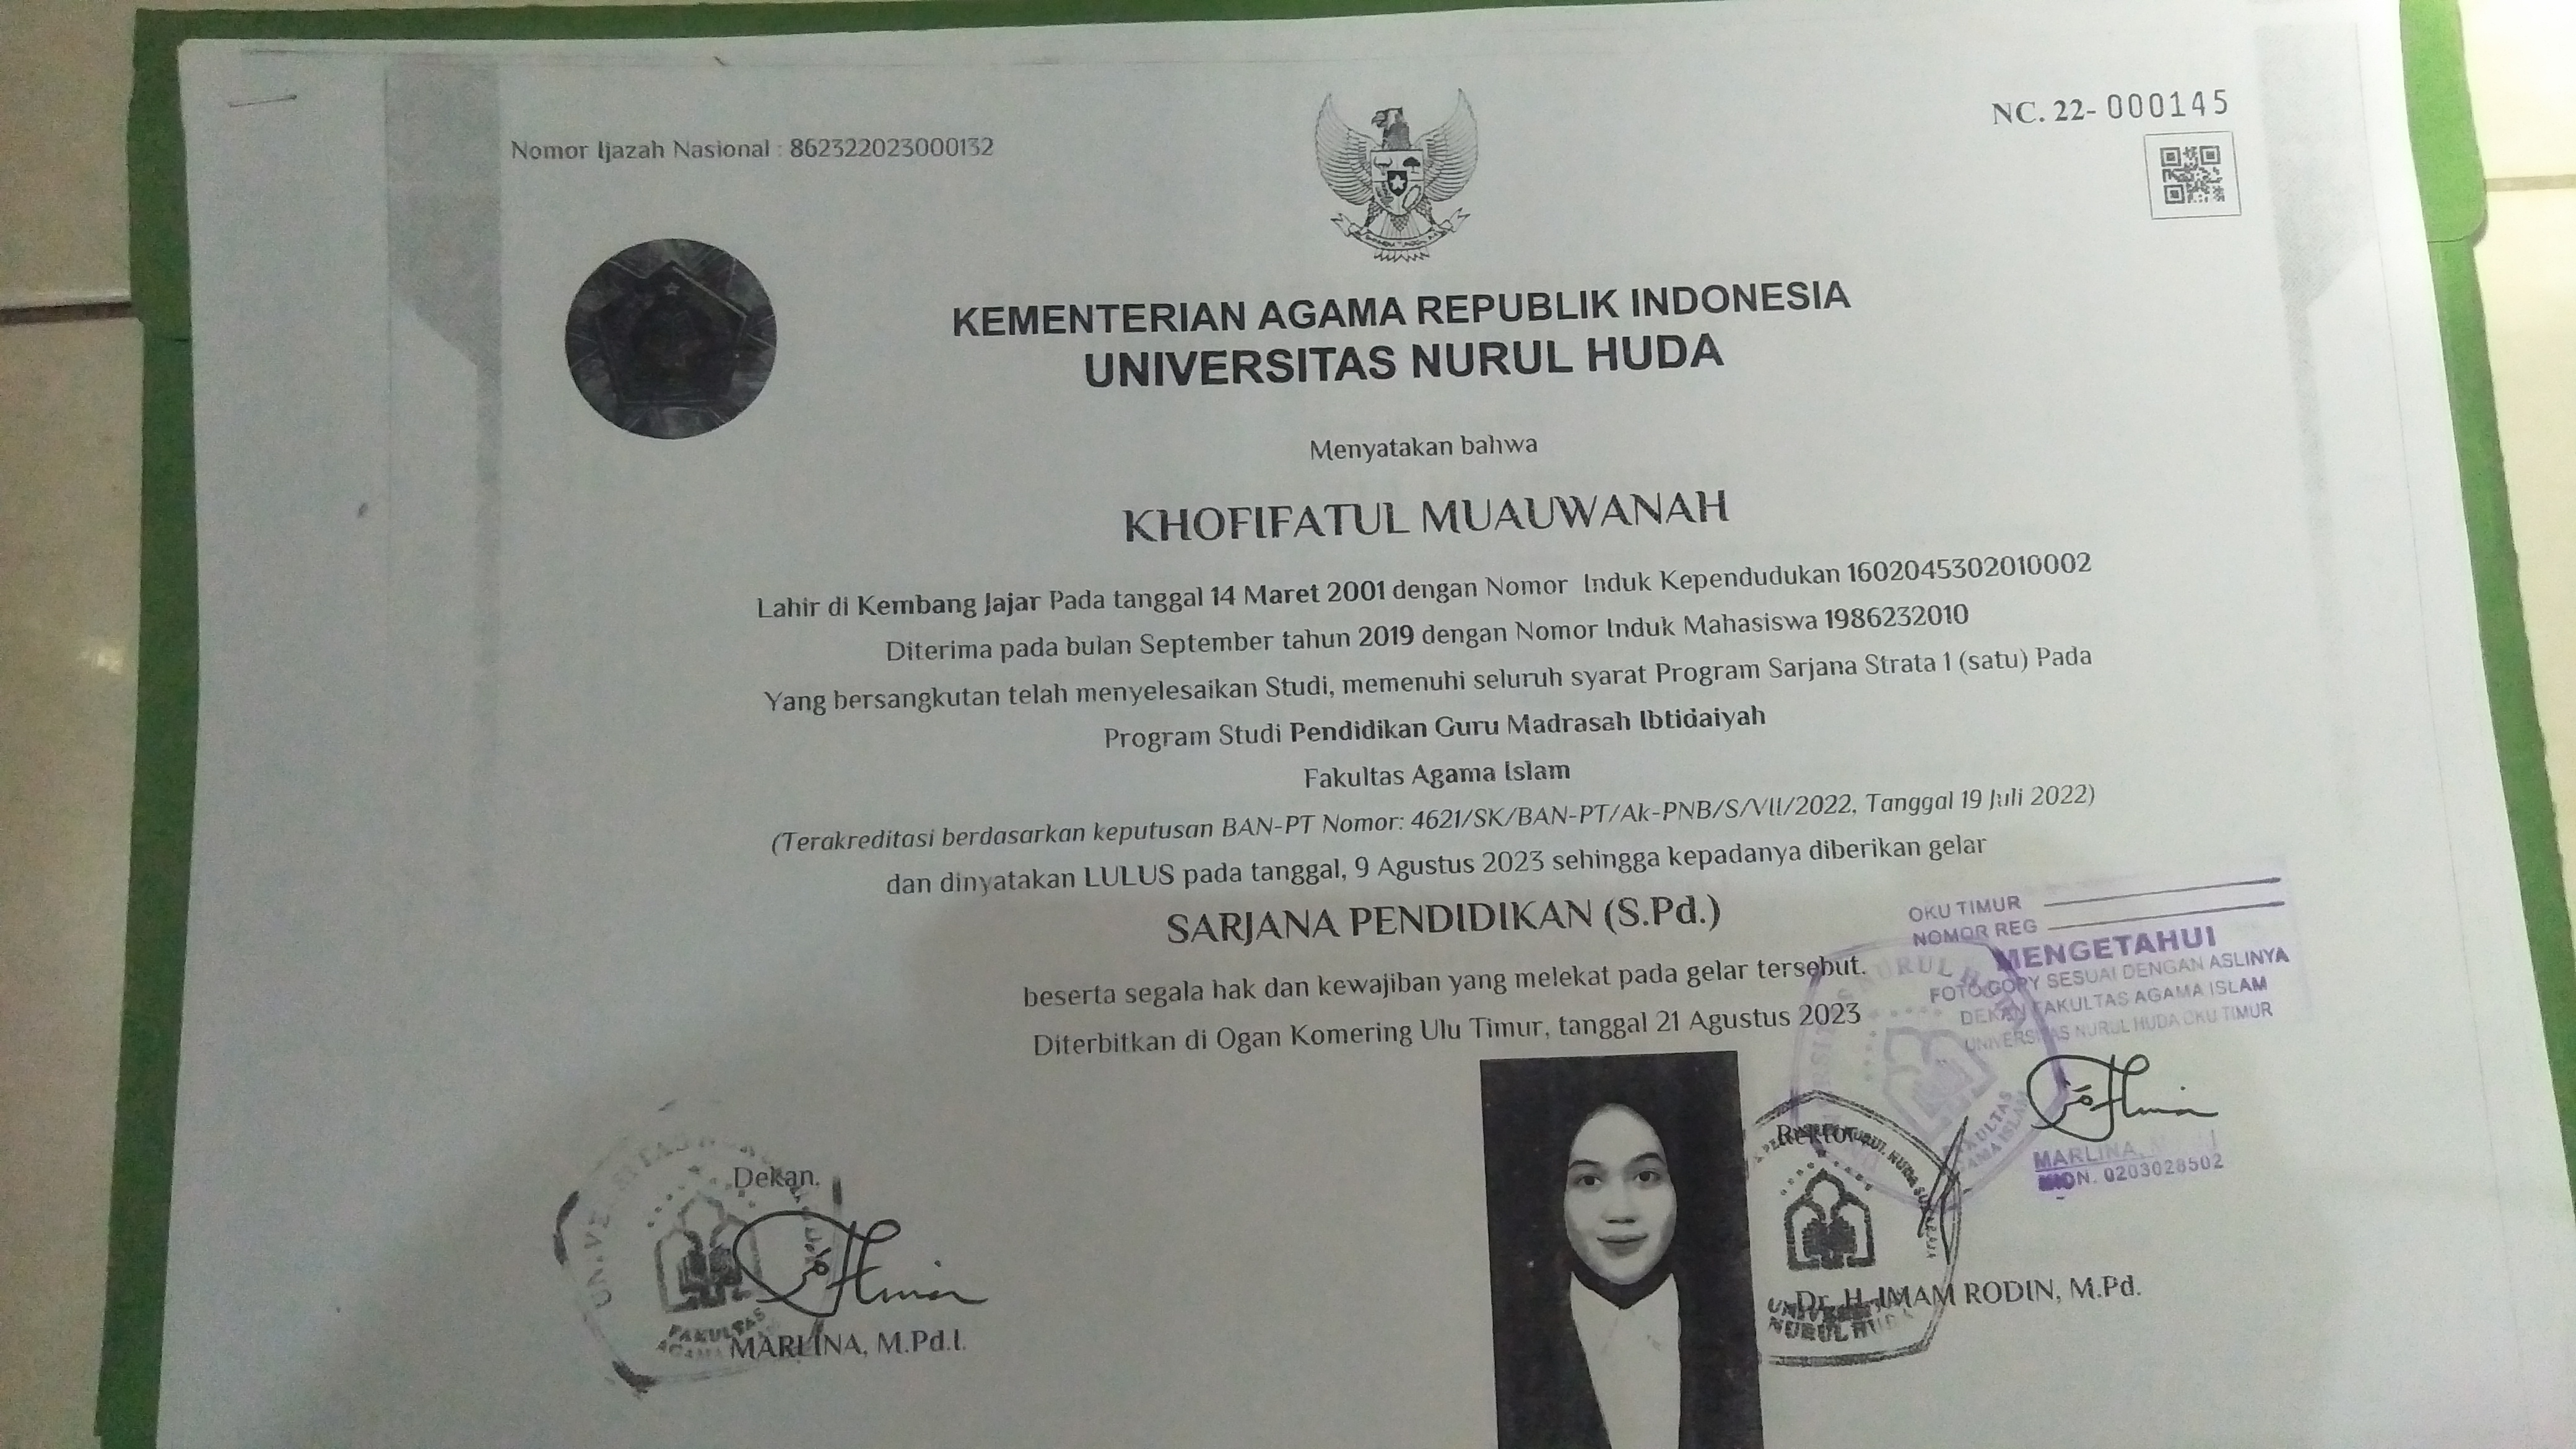 Nomor Ijazah Nasional : 862322023000132
NC. 22- 000145
KEMENTERIAN AGAMA REPUBLIK INDONESIA
UNIVERSITAS NURUL HUDA
Menyatakan bahwa
KHOFIFATUL MUAUWANAH
Lahir di Kembang Jajar Pada tanggal 14 Maret 2001 dengan Nomor Induk Kependudukan 1602045302010002
Diterima pada bulan September tahun 2019 dengan Nomor Induk Mahasiswa 1986232010
Yang bersangkutan telah menyelesaikan Studi, memenuhi seluruh syarat Program Sarjana Strata 1 (satu) Pada
Program Studi Pendidikan Guru Madrasah Ibtidaiyah
Fakultas Agama Islam
(Terakreditasi berdasarkan keputusan BAN-PT Nomor: 4621/SK/BAN-PT/Ak-PNB/S/VII/2022, Tanggal 19 Juli 2022)
dan dinyatakan LULUS pada tanggal, 9 Agustus 2023 sehingga kepadanya diberikan gelar
SARJANA PENDIDIKAN (S.Pd.)
beserta segala hak dan kewajiban yang melekat pada gelar tersebut.
Diterbitkan di Ogan Komering Ulu Timur, tanggal 21 Agustus 2023
OKU TIMUR
NOMOR REG
MENGETAHUI
FOTO COPY SESUAI DENGAN ASLINYA
DEKAN FAKULTAS AGAMA ISLAM
UNIVERSITAS NURUL HUDA OKU TIMUR
MARLINA,
0203028502
Dekan,
FAKULTAS
MARLINA, M.Pd.I.
Rektor
UNIVERSITAS
NURUL HUDA
Dr. H. IMAM RODIN, M.Pd.